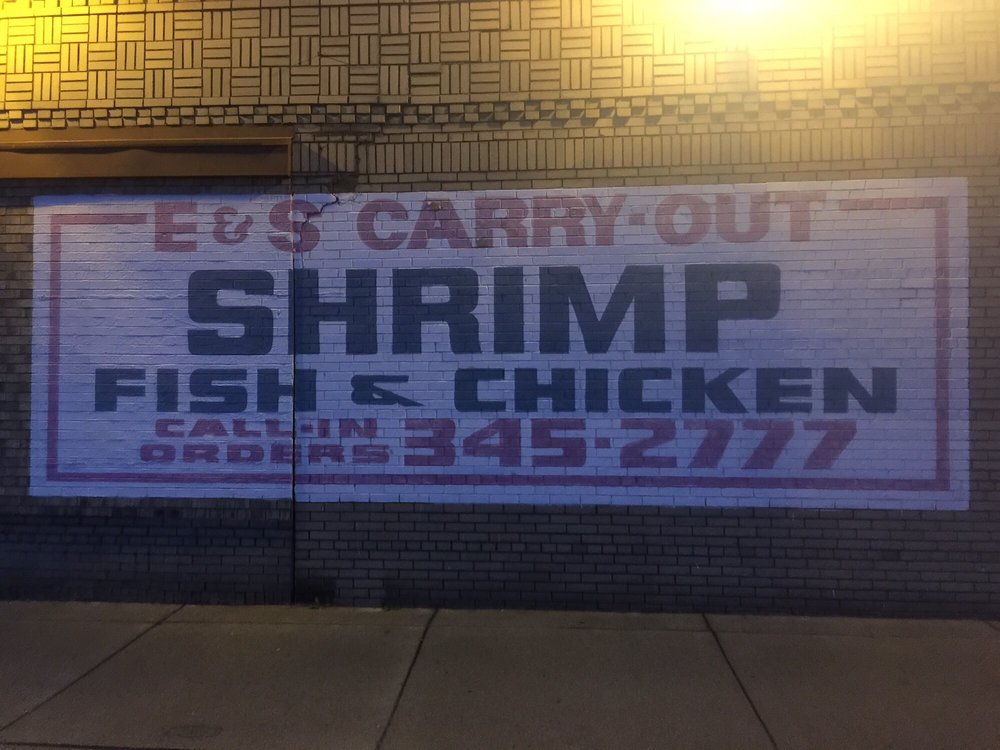 E & S CARRY-OUT
SHRIMP
FISH & CHICKEN
CALL-IN
ORDERS 345-2777